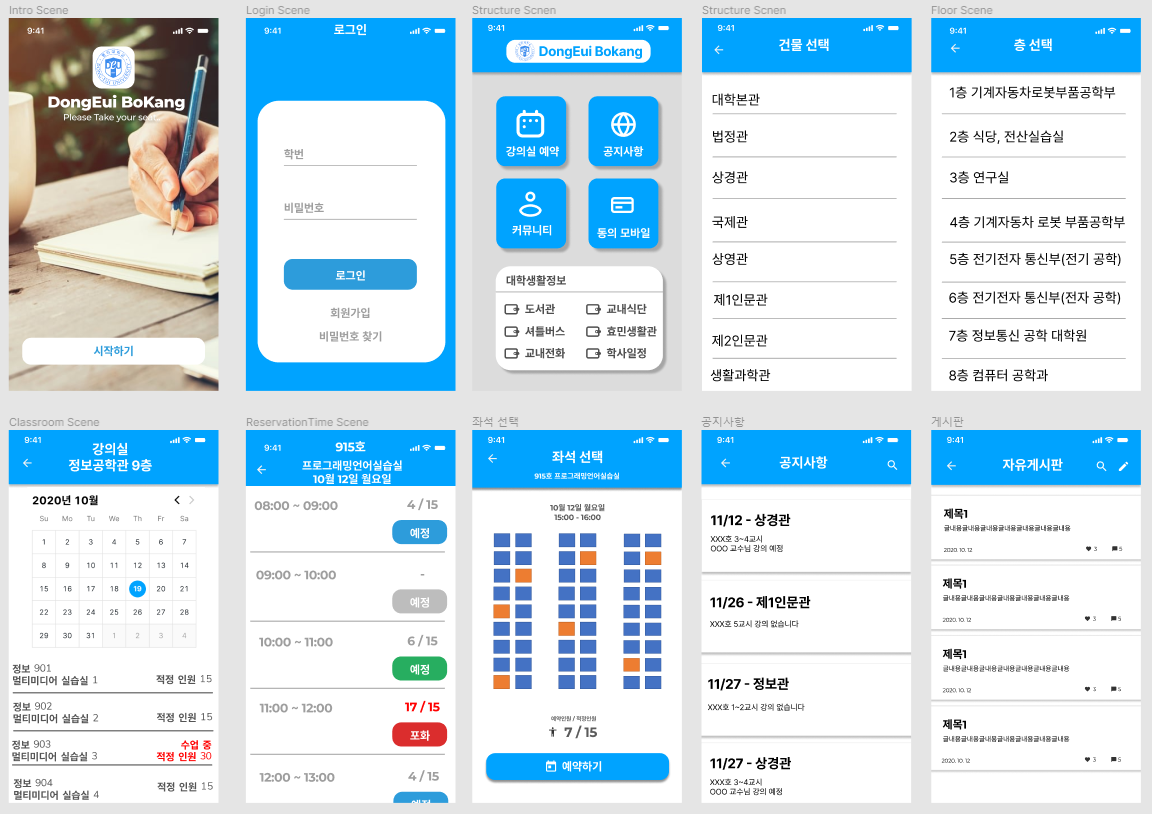 Intro Scene
9:41
DongEui BoKang
Please Take your seat.
시작하기
Login Scene
9:41
로그인
학번
비밀번호
로그인
회원가입
비밀번호 찾기
Structure Scnen
9:41
DongEui Bokang
강의실 예약
공지사항
커뮤니티
동의 모바일
대학생활정보
도서관
교내식단
셔틀버스
효민생활관
교내전화
학사일정
Structure Scnen
9:41
건물 선택
대학본관
법정관
상경관
국제관
상영관
제1인문관
제2인문관
생활과학관
Floor Scene
9:41
층 선택
1층 기계자동차로봇부품공학부
2층 식당, 전산실습실
3층 연구실
4층 기계자동차 로봇 부품공학부
5층 전기전자 통신부(전기 공학)
6층 전기전자 통신부(전자 공학)
7층 정보통신 공학 대학원
8층 컴퓨터 공학과
Classroom Scene
9:41
강의실
정보공학관 9층
2020년 10월
Su Mo Tu We Th Fr Sa
1 2 3 4 5 6 7
8 9 10 11 12 13 14
15 16 17 18 19 20 21
22 23 24 25 26 27 28
29 30 31 1 2 3 4
정보 901
멀티미디어 실습실 1
적정 인원 15
정보 902
멀티미디어 실습실 2
적정 인원 15
정보 903
멀티미디어 실습실 3
수업 중
적정 인원 30
정보 904
멀티미디어 실습실 4
적정 인원 15
ReservationTime Scene
9:41
915호
프로그래밍언어실습실
10월 12일 월요일
08:00 ~ 09:00
4 / 15
예정
09:00 ~ 10:00
-
예정
10:00 ~ 11:00
6 / 15
예정
11:00 ~ 12:00
17 / 15
포화
12:00 ~ 13:00
4 / 15
예정
좌석 선택
9:41
좌석 선택
915호 프로그래밍언어실습실
10월 12일 월요일
15:00 - 16:00
예약인원 / 적정인원
7 / 15
예약하기
공지사항
9:41
공지사항
11/12 - 상경관
XXX호 3~4교시
OOO 교수님 강의 예정
11/26 - 제1인문관
XXX호 5교시 강의 없습니다
11/27 - 정보관
XXX호 1~2교시 강의 없습니다
11/27 - 상경관
XXX호 3~4교시
OOO 교수님 강의 예정
게시판
9:41
자유게시판
제목1
글내용글내용글내용글내용글내용글내용글내용
2020. 10. 12
3
5
제목1
글내용글내용글내용글내용글내용글내용글내용
2020. 10. 12
3
5
제목1
글내용글내용글내용글내용글내용글내용글내용
2020. 10. 12
3
5
제목1
글내용글내용글내용글내용글내용글내용글내용
2020. 10. 12
3
5